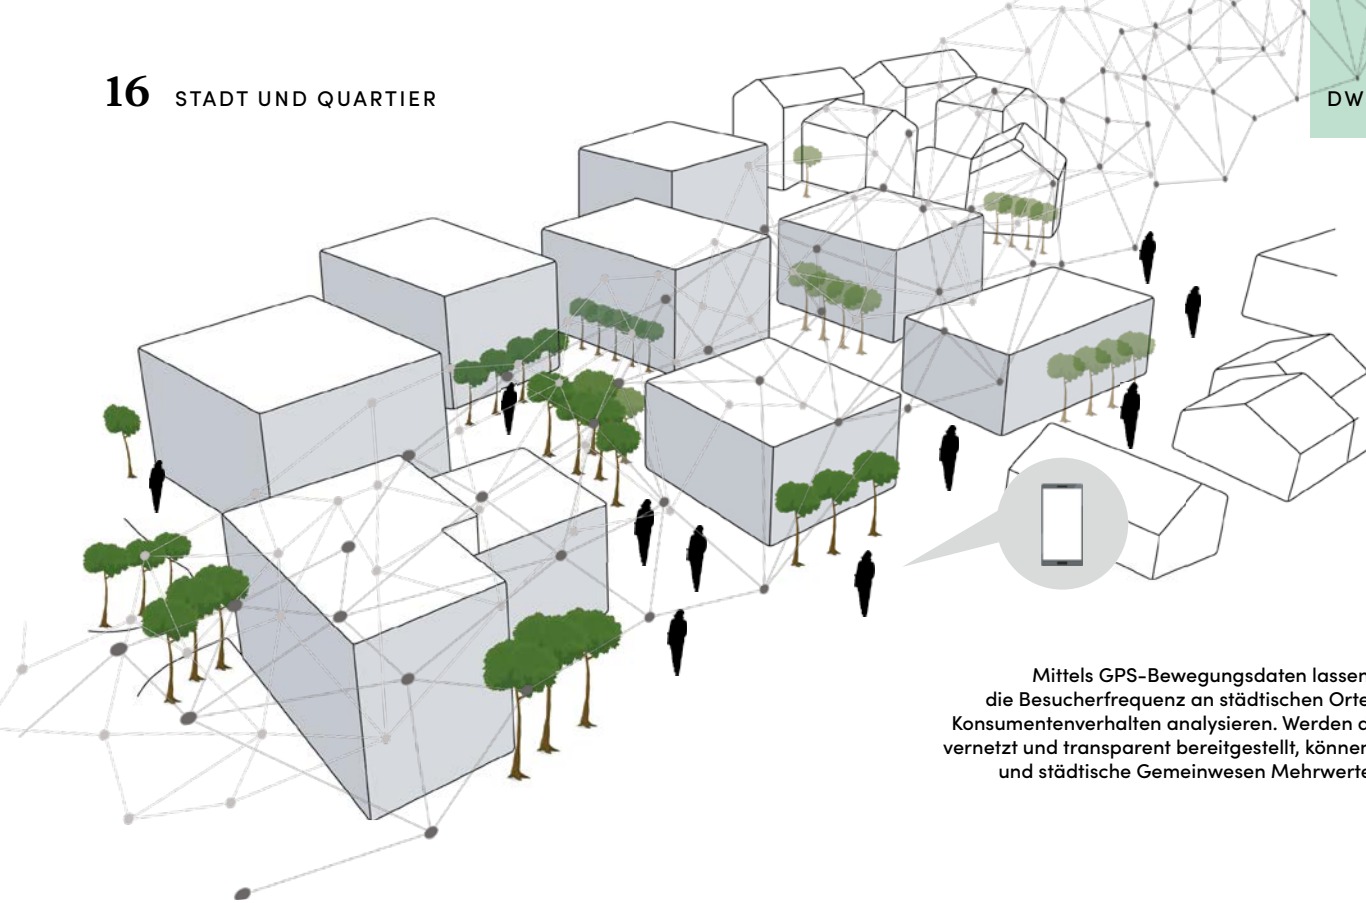 16 STADT UND QUARTIER
DW
Mittels GPS-Bewegungsdaten lassen
die Besucherfrequenz an städtischen Orte
Konsumentenverhalten analysieren. Werden d
vernetzt und transparent bereitgestellt, können
und städtische Gemeinwesen Mehrwerte